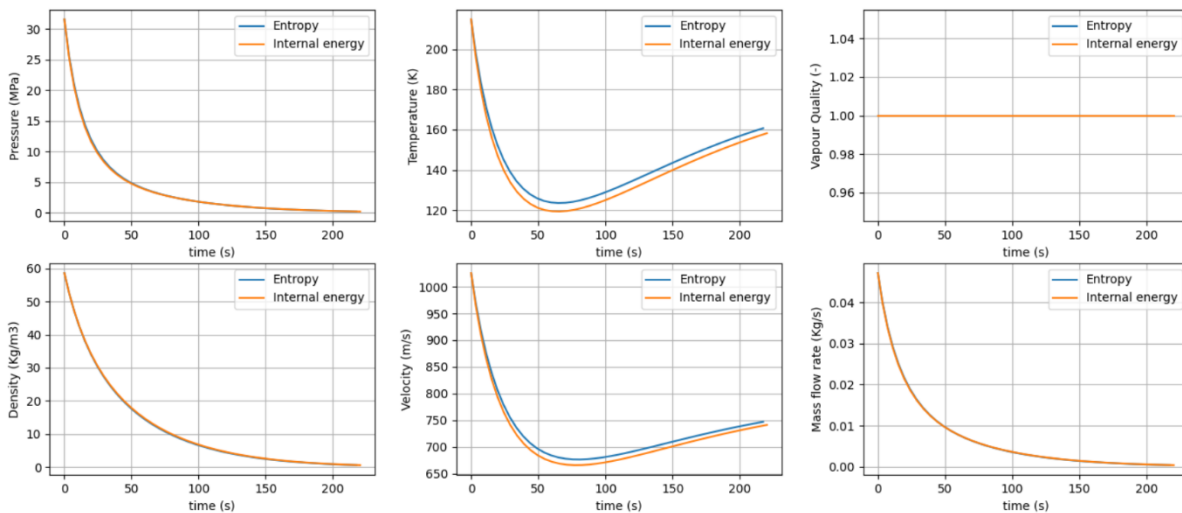 Pressure (MPa)
30
25
20
15
10
5
0
0 50 100 150 200
time (s)
Entropy
Internal energy
Temperature (K)
200
180
160
140
120
0 50 100 150 200
time (s)
Entropy
Internal energy
Vapour Quality (-)
1.04
1.02
1.00
0.98
0.96
0 50 100 150 200
time (s)
Entropy
Internal energy
Density (Kg/m3)
60
50
40
30
20
10
0
0 50 100 150 200
time (s)
Entropy
Internal energy
Velocity (m/s)
1000
950
900
850
800
750
700
650
0 50 100 150 200
time (s)
Entropy
Internal energy
Mass flow rate (Kg/s)
0.04
0.03
0.02
0.01
0.00
0 50 100 150 200
time (s)
Entropy
Internal energy